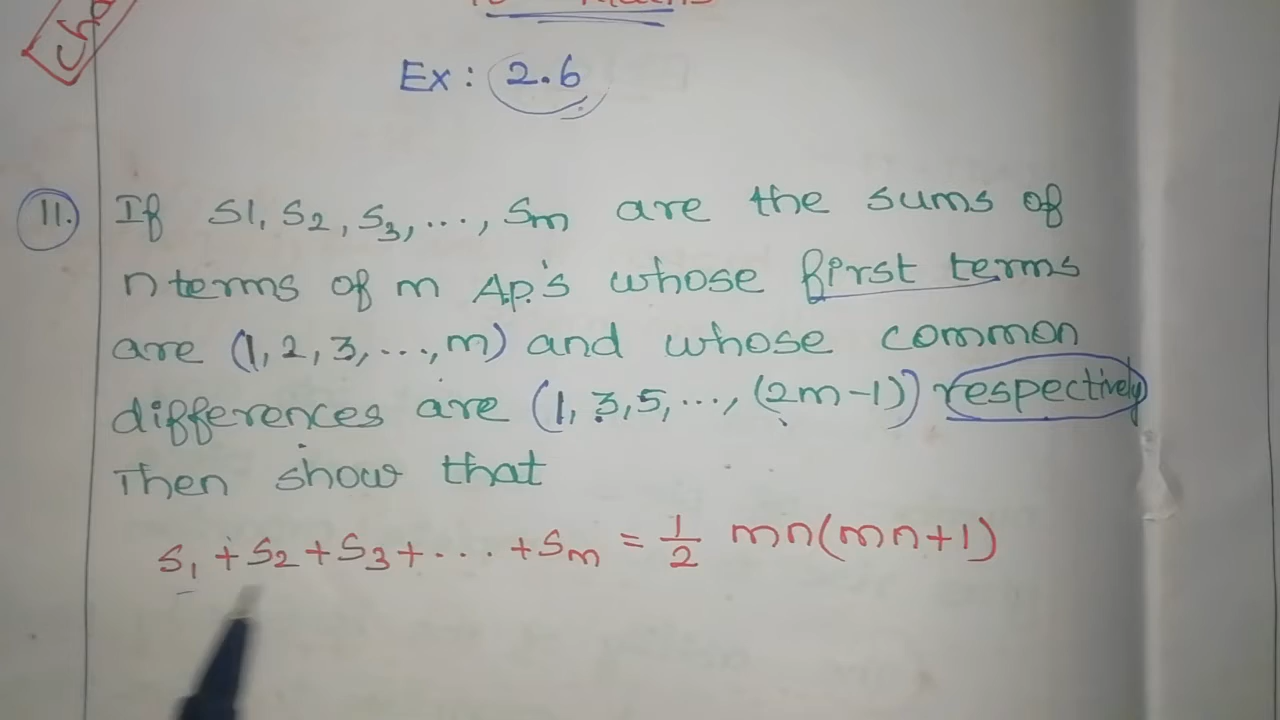 Ex: 2.6
11. If S1, S2, S3, ..., Sm are the sums of
n terms of m A.P.'s whose first terms
are (1, 2, 3, ..., m) and whose common
differences are (1, 3, 5, ..., (2m-1)) respectively
Then show that
S1 + S2 + S3 + ... + Sm = 1/2 mn(mn+1)